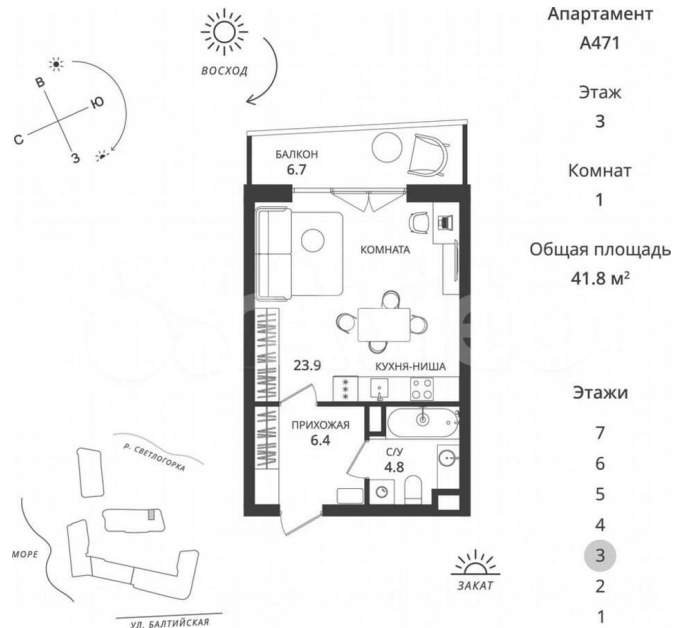 Апартамент
А471
Этаж
3
Комнат
1
Общая площадь
41.8 м²
ВОСХОД
В
Ю
С
З
БАЛКОН
6.7
КОМНАТА
23.9
КУХНЯ-НИША
ПРИХОЖАЯ
6.4
С/У
4.8
Этажи
7
6
5
4
3
2
1
р. СВЕТЛОГОРКА
МОРЕ
УЛ. БАЛТИЙСКАЯ
ЗАКАТ